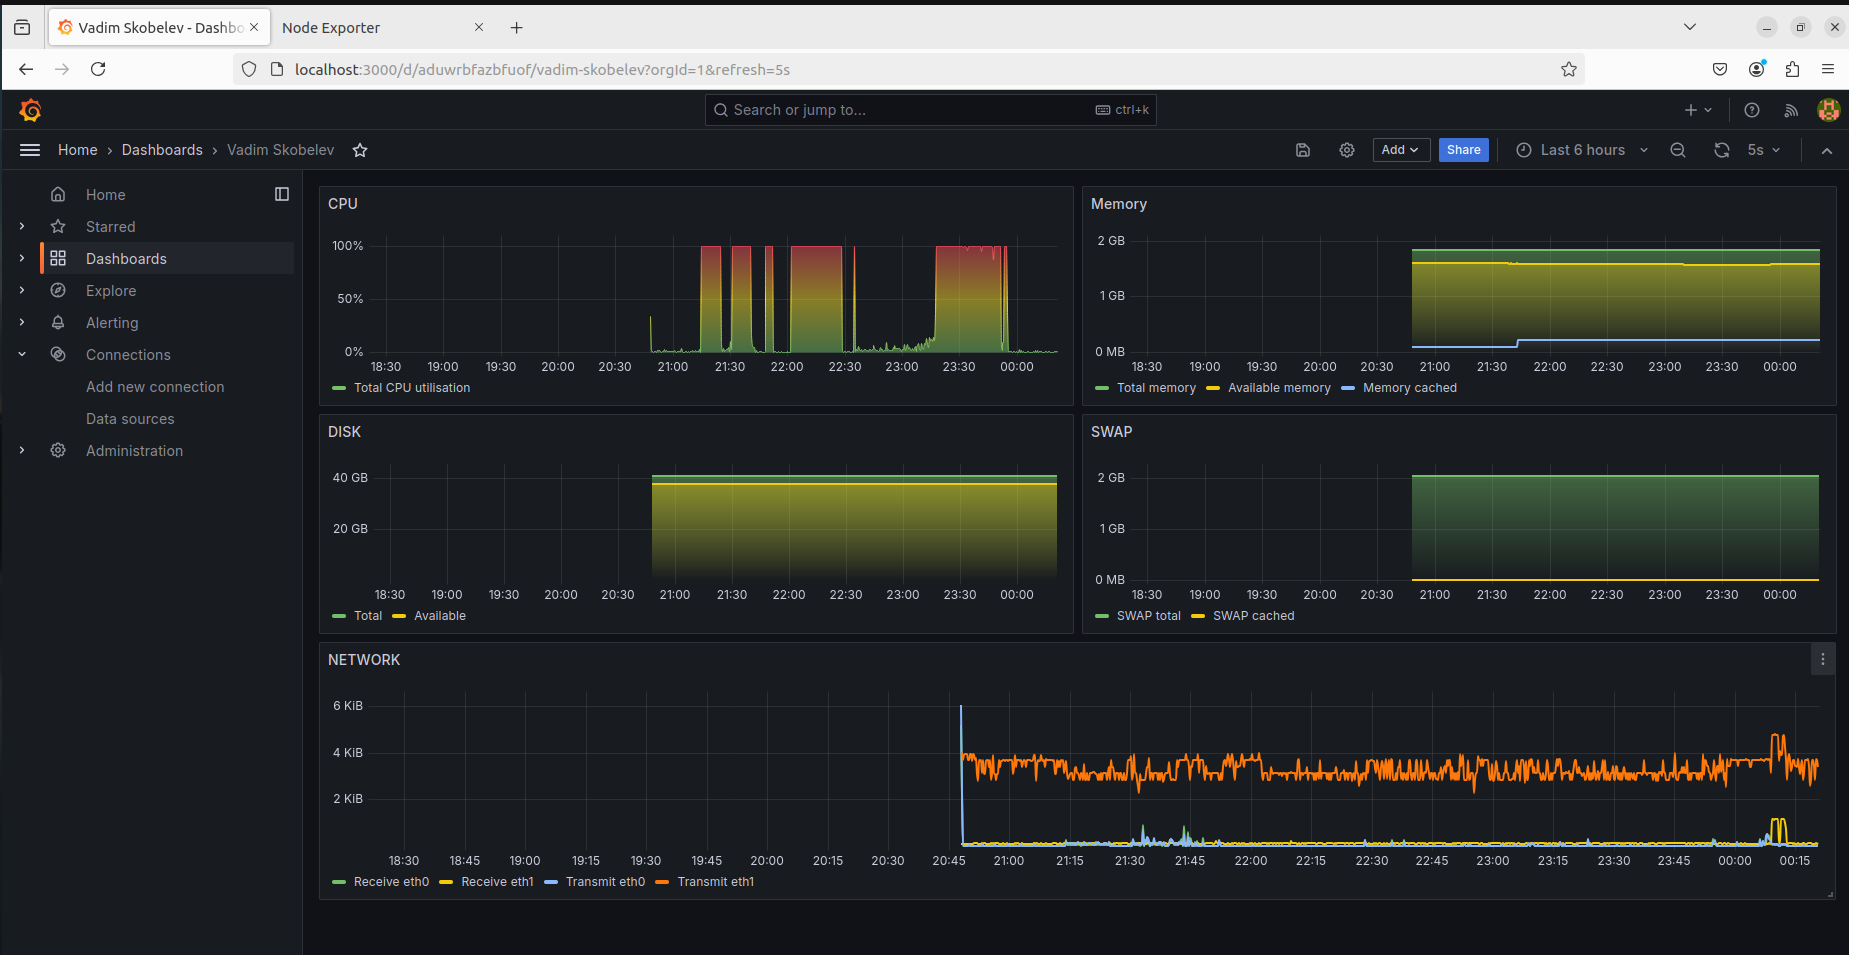 Vadim Skobelev - Dashbo
Node Exporter
localhost:3000/d/aduwrbfazbfuof/vadim-skobelev?orgId=1&refresh=5s
Search or jump to...
ctrl+k
Home › Dashboards › Vadim Skobelev
Add
Share
Last 6 hours
5s
Home
Starred
Dashboards
Explore
Alerting
Connections
Add new connection
Data sources
Administration
CPU
100%
50%
0%
18:30 19:00 19:30 20:00 20:30 21:00 21:30 22:00 22:30 23:00 23:30 00:00
Total CPU utilisation
Memory
2 GB
1 GB
0 MB
18:30 19:00 19:30 20:00 20:30 21:00 21:30 22:00 22:30 23:00 23:30 00:00
Total memory Available memory Memory cached
DISK
40 GB
20 GB
18:30 19:00 19:30 20:00 20:30 21:00 21:30 22:00 22:30 23:00 23:30 00:00
Total Available
SWAP
2 GB
1 GB
0 MB
18:30 19:00 19:30 20:00 20:30 21:00 21:30 22:00 22:30 23:00 23:30 00:00
SWAP total SWAP cached
NETWORK
6 KiB
4 KiB
2 KiB
18:30 18:45 19:00 19:15 19:30 19:45 20:00 20:15 20:30 20:45 21:00 21:15 21:30 21:45 22:00 22:15 22:30 22:45 23:00 23:15 23:30 23:45 00:00 00:15
Receive eth0 Receive eth1 Transmit eth0 Transmit eth1